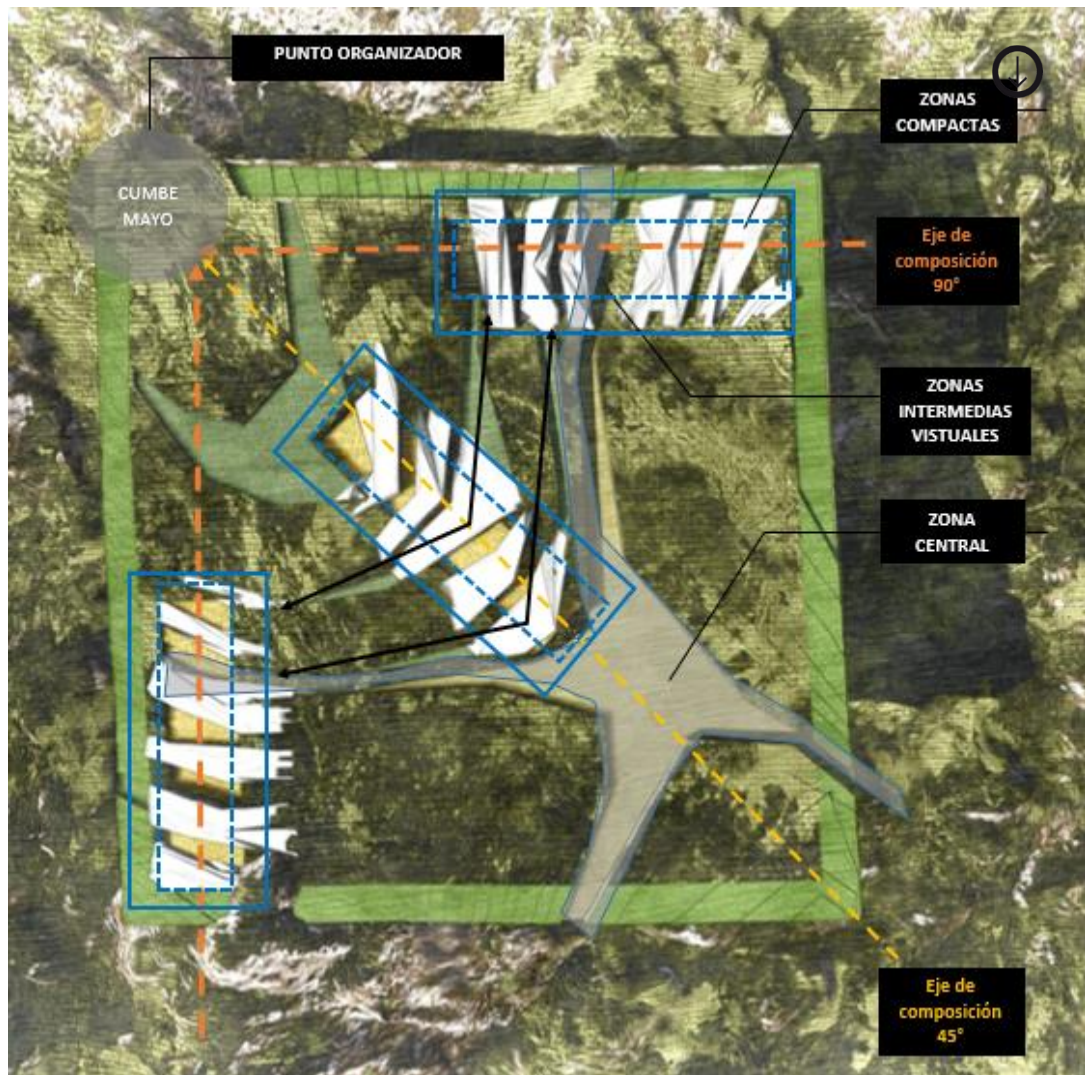 PUNTO ORGANIZADOR
ZONAS
COMPACTAS
CUMBE
MAYO
Eje de
composición
90°
ZONAS
INTERMEDIAS
VISTUALES
ZONA
CENTRAL
Eje de
composición
45°